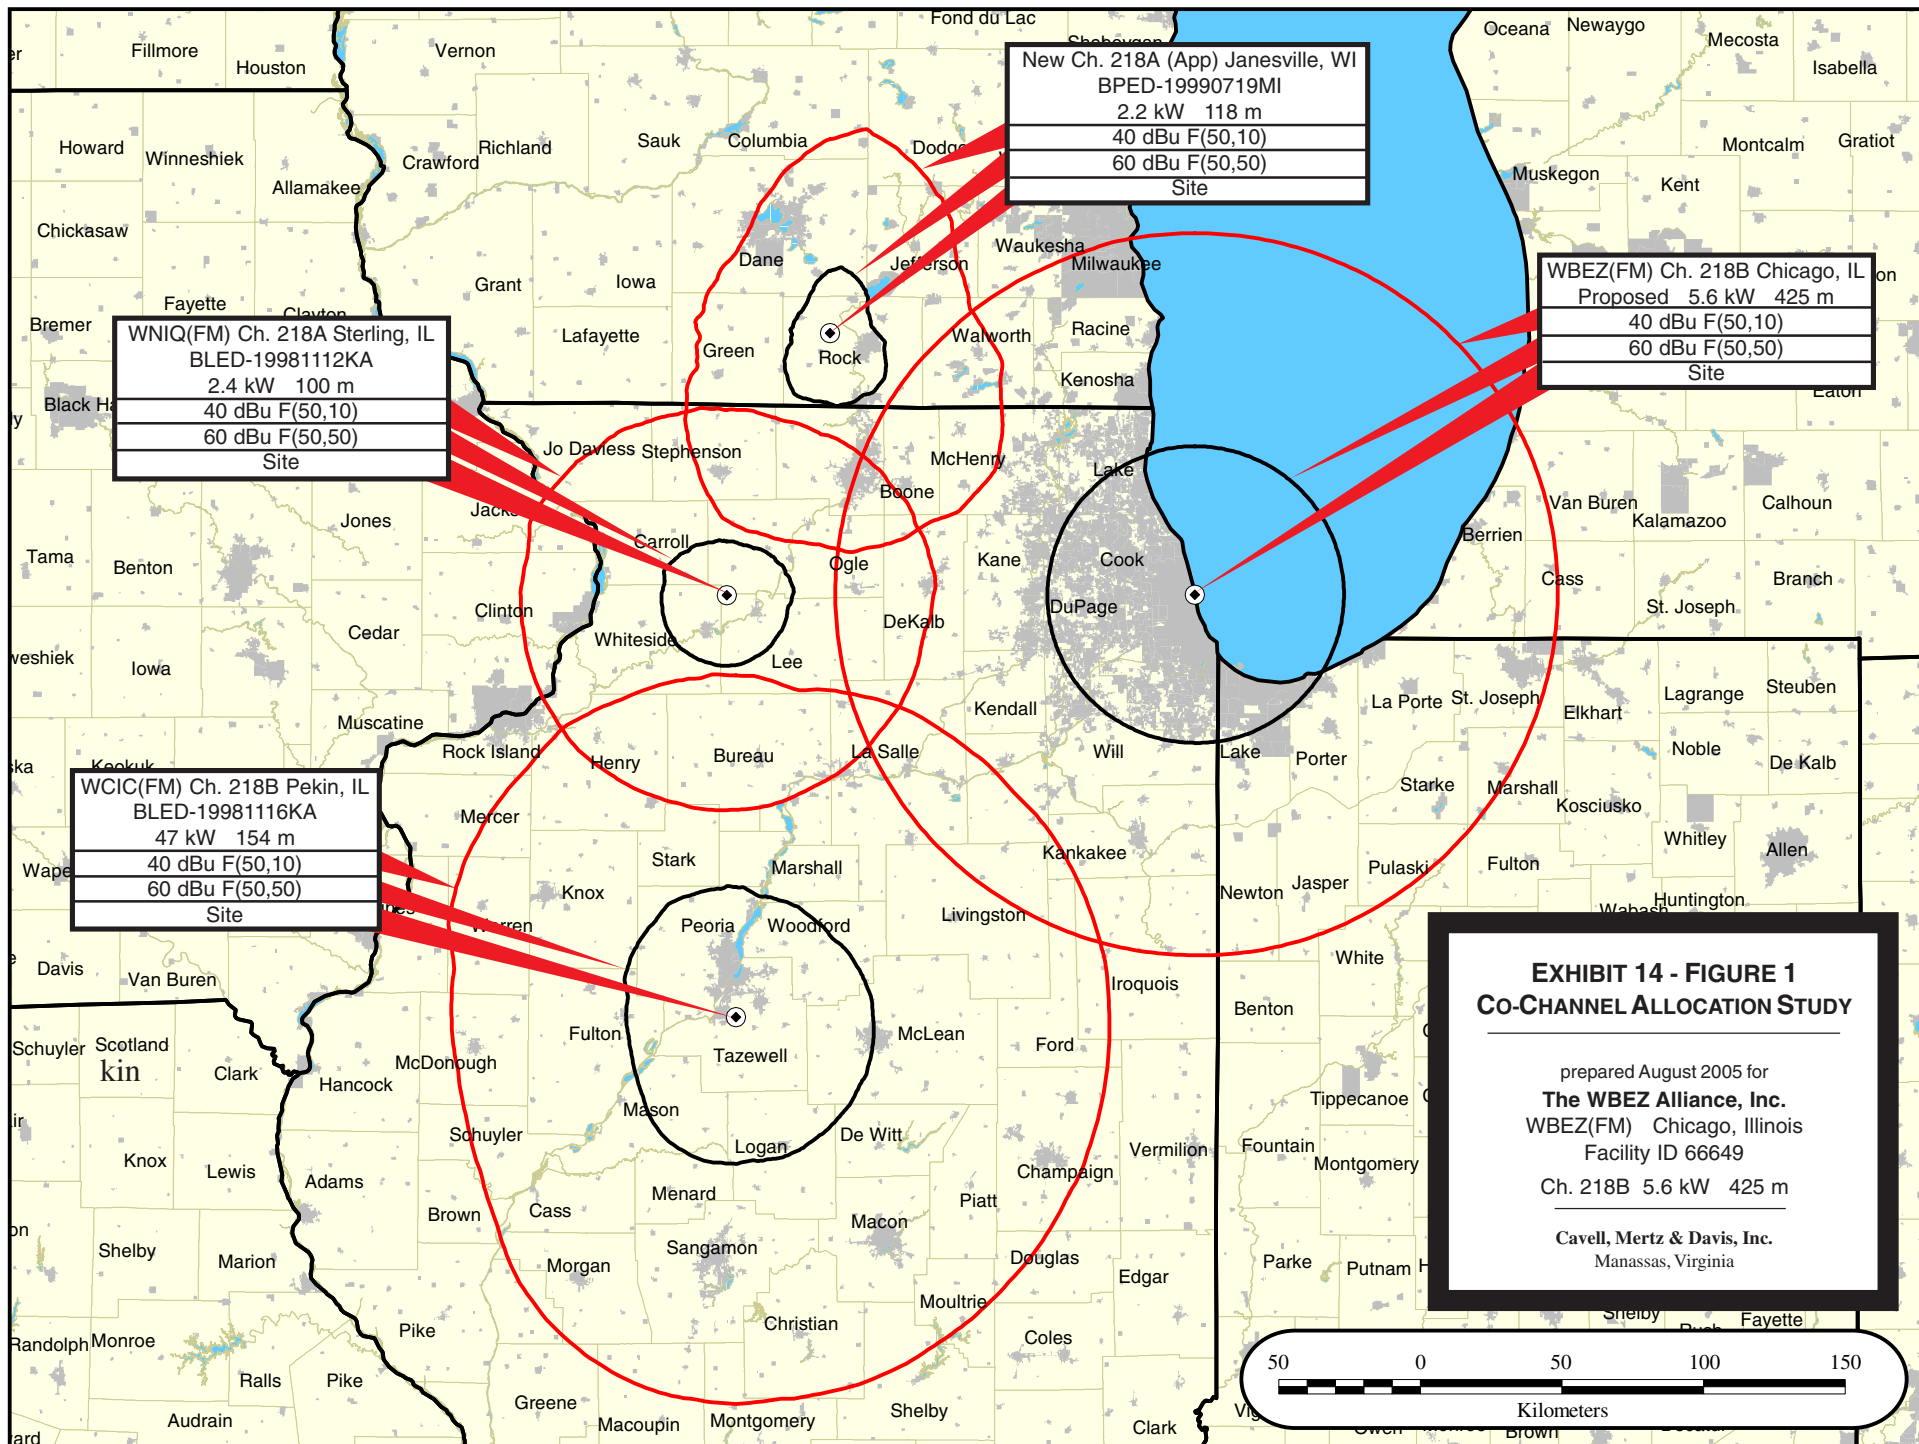 Fond du Lac
Oceana
Newaygo
Mecosta
Isabella
Fillmore
Houston
Vernon
New Ch. 218A (App) Janesville, WI
BPED-19990719MI
2.2 kW 118 m
40 dBu F(50,10)
60 dBu F(50,50)
Site
Howard
Winneshiek
Allamakee
Crawford
Richland
Sauk
Columbia
Montcalm
Gratiot
Muskegon
Kent
Chickasaw
Dane
Jefferson
Waukesha
Milwaukee
Grant
Iowa
Fayette
Bremer
Lafayette
Green
Rock
Walworth
Racine
Kenosha
WBEZ(FM) Ch. 218B Chicago, IL
Proposed 5.6 kW 425 m
40 dBu F(50,10)
60 dBu F(50,50)
Site
Eaton
WNIQ(FM) Ch. 218A Sterling, IL
BLED-19981112KA
2.4 kW 100 m
40 dBu F(50,10)
60 dBu F(50,50)
Site
Jo Daviess
Stephenson
McHenry
Lake
Boone
Jones
Van Buren
Kalamazoo
Calhoun
Tama
Benton
Carroll
Ogle
Kane
Cook
Berrien
Cass
Branch
Clinton
DuPage
DeKalb
St. Joseph
Cedar
Whiteside
Lee
weshiek
Iowa
Muscatine
Rock Island
Henry
Bureau
La Salle
Kendall
Will
Lake
Porter
La Porte
St. Joseph
Elkhart
Lagrange
Steuben
Noble
De Kalb
Starke
Marshall
Kosciusko
Whitley
Allen
WCIC(FM) Ch. 218B Pekin, IL
BLED-19981116KA
47 kW 154 m
40 dBu F(50,10)
60 dBu F(50,50)
Site
Mercer
Stark
Marshall
Kankakee
Knox
Warren
Peoria
Woodford
Livingston
Newton
Jasper
Pulaski
Fulton
Huntington
Wabash
Davis
Van Buren
White
Iroquois
Benton
Schuyler
Scotland
kin
Clark
Hancock
McDonough
Fulton
Tazewell
McLean
Ford
Mason
Tippecanoe
Schuyler
Logan
De Witt
Vermilion
Fountain
Montgomery
Knox
Lewis
Adams
Brown
Cass
Menard
Champaign
Piatt
Macon
Shelby
Marion
Morgan
Sangamon
Douglas
Edgar
Parke
Putnam
Moultrie
Christian
Coles
Randolph
Monroe
Pike
Ralls
Pike
Audrain
Greene
Macoupin
Montgomery
Shelby
Clark
EXHIBIT 14 - FIGURE 1
CO-CHANNEL ALLOCATION STUDY
prepared August 2005 for
The WBEZ Alliance, Inc.
WBEZ(FM) Chicago, Illinois
Facility ID 66649
Ch. 218B 5.6 kW 425 m
Cavell, Mertz & Davis, Inc.
Manassas, Virginia
Shelby
Fayette
50 0 50 100 150
Kilometers
Brown